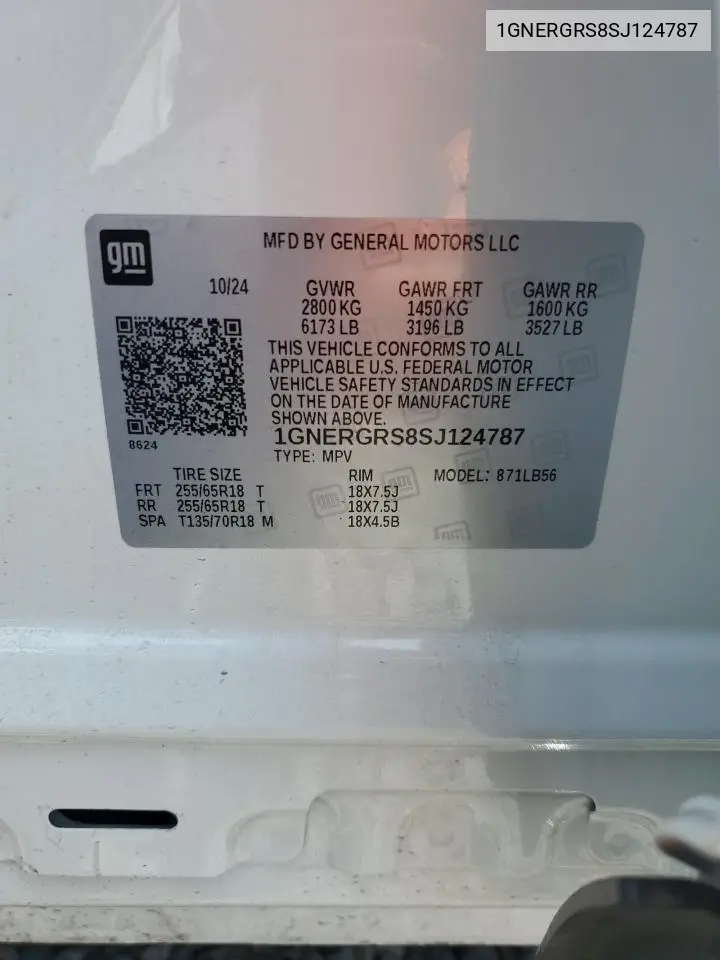 1GNERGRS8SJ124787
gm
MFD BY GENERAL MOTORS LLC
10/24 GVWR GAWR FRT GAWR RR
2800 KG 1450 KG 1600 KG
6173 LB 3196 LB 3527 LB
THIS VEHICLE CONFORMS TO ALL
APPLICABLE U.S. FEDERAL MOTOR
VEHICLE SAFETY STANDARDS IN EFFECT
ON THE DATE OF MANUFACTURE
SHOWN ABOVE.
8624
1GNERGRS8SJ124787
TYPE: MPV
TIRE SIZE RIM MODEL: 871LB56
FRT 255/65R18 T 18X7.5J
RR 255/65R18 T 18X7.5J
SPA T135/70R18 M 18X4.5B